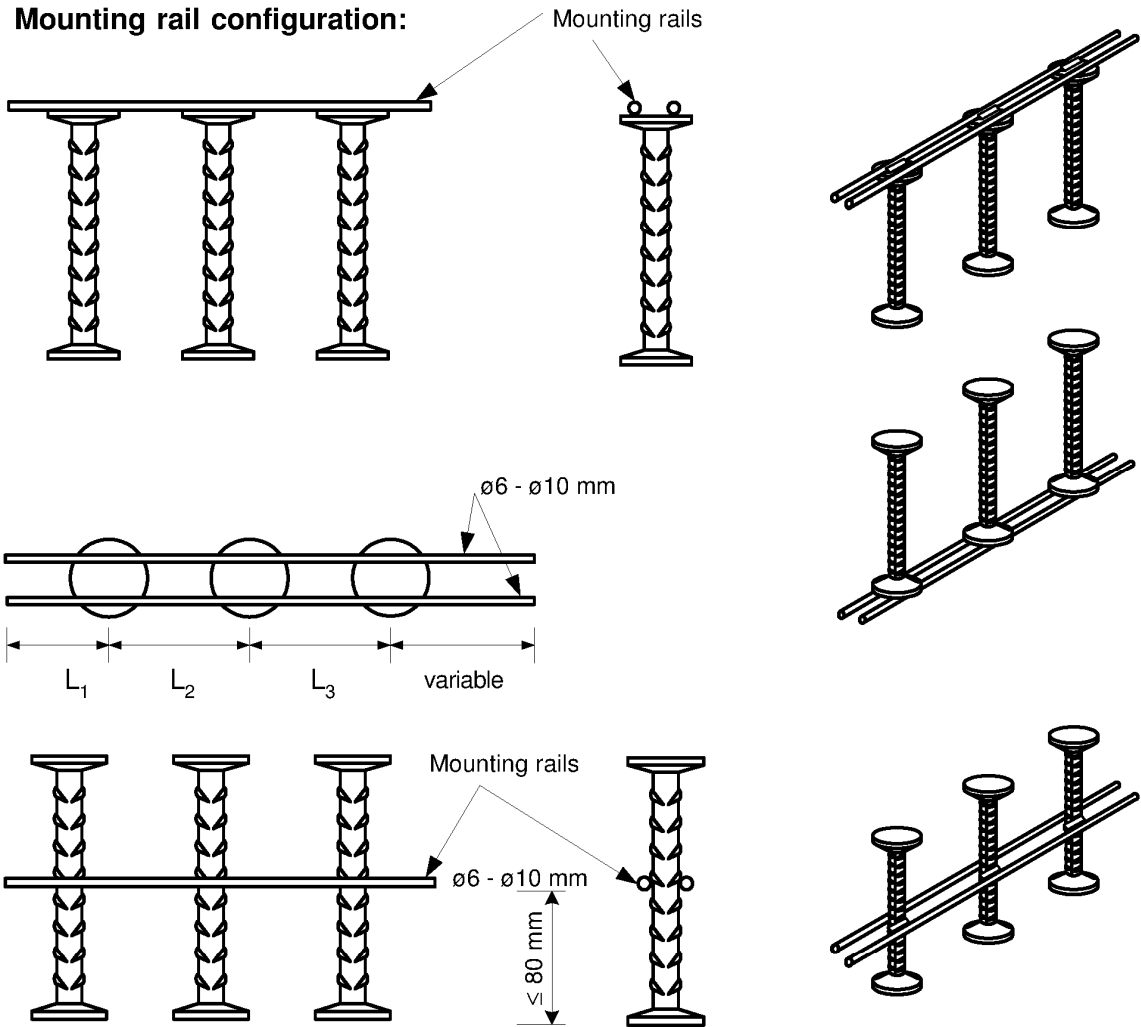 Mounting rail configuration:
Mounting rails
ø6 - ø10 mm
L₁
L₂
L₃
variable
Mounting rails
ø6 - ø10 mm
≤ 80 mm